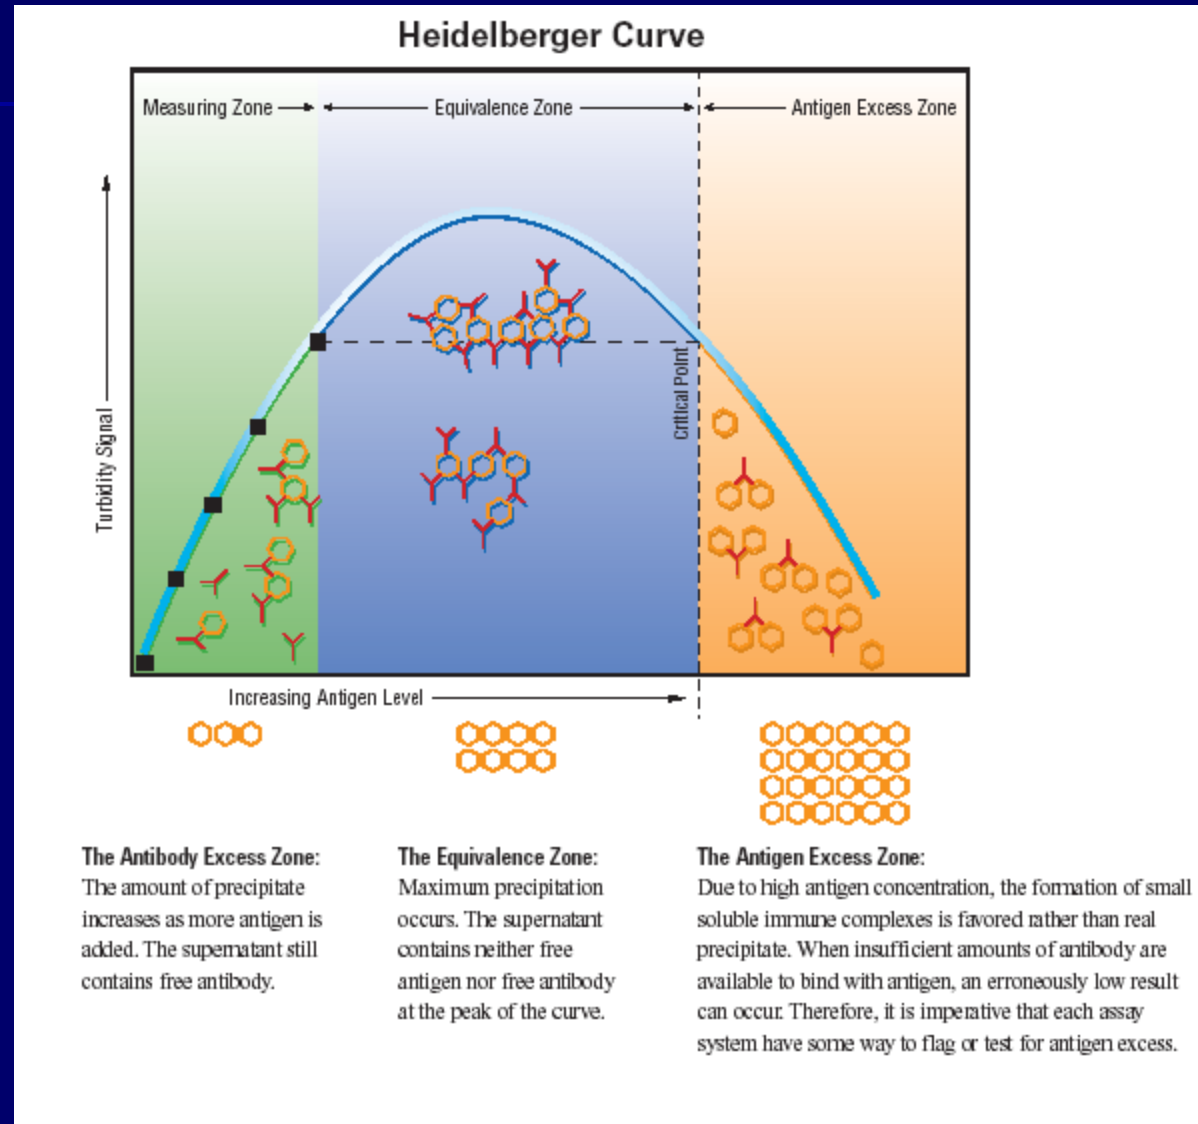 Heidelberger Curve
Measuring Zone
Equivalence Zone
Antigen Excess Zone
Turbidity Signal
Critical Point
Increasing Antigen Level
The Antibody Excess Zone:
The amount of precipitate
increases as more antigen is
added. The supernatant still
contains free antibody.
The Equivalence Zone:
Maximum precipitation
occurs. The supernatant
contains neither free
antigen nor free antibody
at the peak of the curve.
The Antigen Excess Zone:
Due to high antigen concentration, the formation of small
soluble immune complexes is favored rather than real
precipitate. When insufficient amounts of antibody are
available to bind with antigen, an erroneously low result
can occur. Therefore, it is imperative that each assay
system have some way to flag or test for antigen excess.